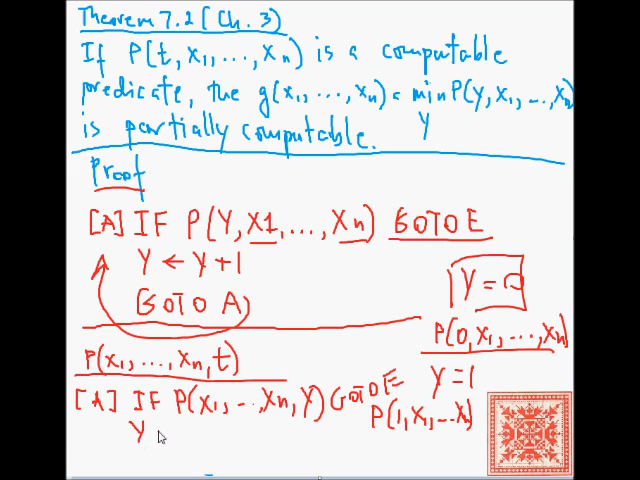 Theorem 7.2 [Ch. 3)
If P(t, x1, ..., xn) is a computable
predicate, the g(x1, ..., xn) = min P(Y, x1, ..., xn)
Y
is partially computable.
Proof
[A] IF P(Y, X1, ..., Xn) GOTO E
Y ← Y + 1
GOTO A)
Y = 0
P(0, x1, ..., xn)
P(x1, ..., xn, t)
Y = 1
[A] IF P(x1, ..., xn, Y) GOTO E
P(1, x1, ... xn)
Y